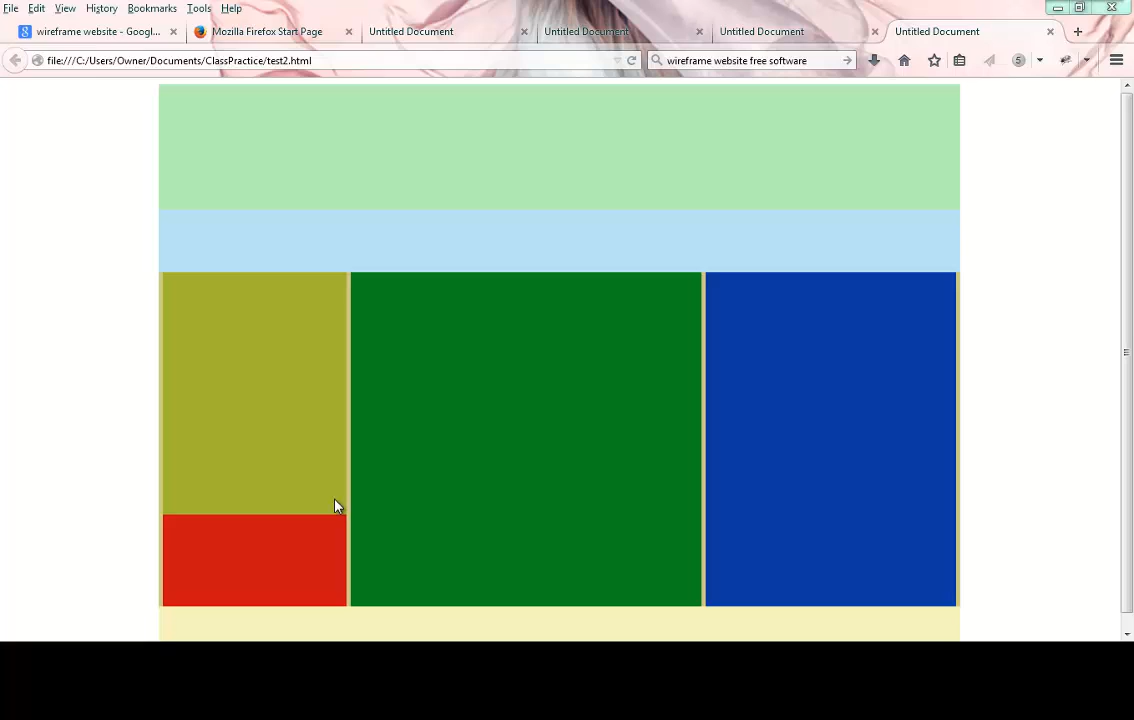 File Edit View History Bookmarks Tools Help
wireframe website - Googl... Mozilla Firefox Start Page Untitled Document Untitled Document Untitled Document Untitled Document
file:///C:/Users/Owner/Documents/ClassPractice/test2.html wireframe website free software